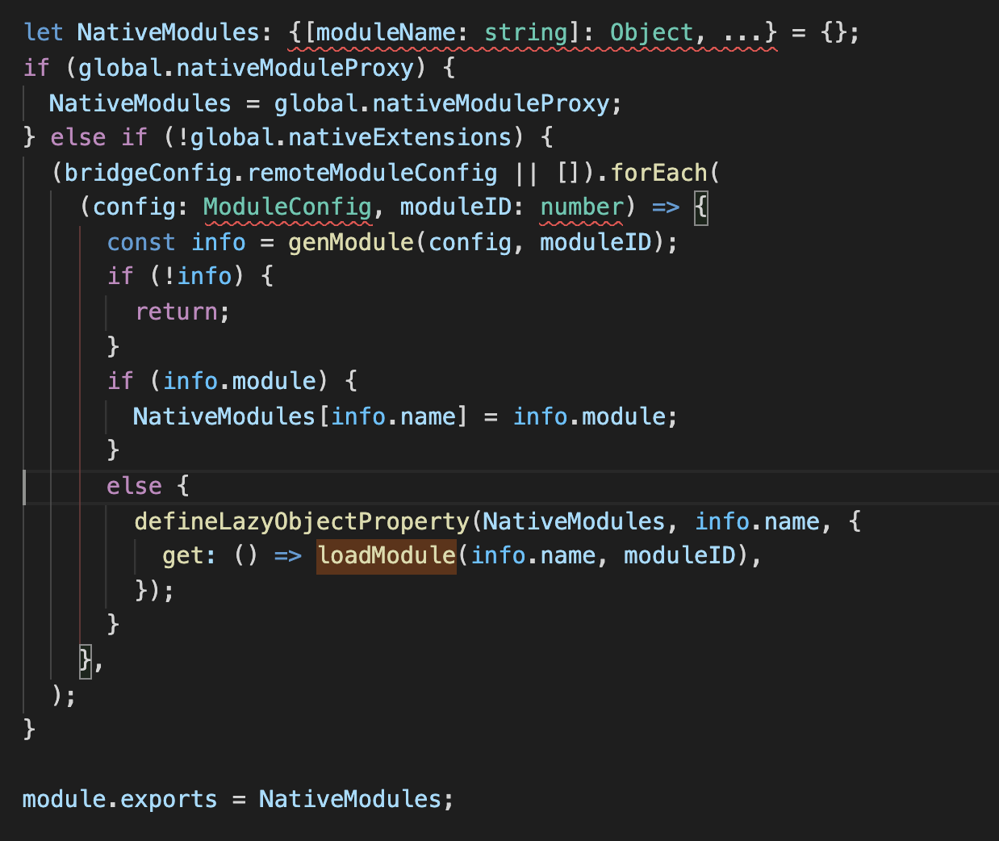 let NativeModules: {[moduleName: string]: Object, ...} = {};
if (global.nativeModuleProxy) {
  NativeModules = global.nativeModuleProxy;
} else if (!global.nativeExtensions) {
  (bridgeConfig.remoteModuleConfig || []).forEach(
    (config: ModuleConfig, moduleID: number) => {
      const info = genModule(config, moduleID);
      if (!info) {
        return;
      }
      if (info.module) {
        NativeModules[info.name] = info.module;
      }
      else {
        defineLazyObjectProperty(NativeModules, info.name, {
          get: () => loadModule(info.name, moduleID),
        });
      }
    },
  );
}

module.exports = NativeModules;